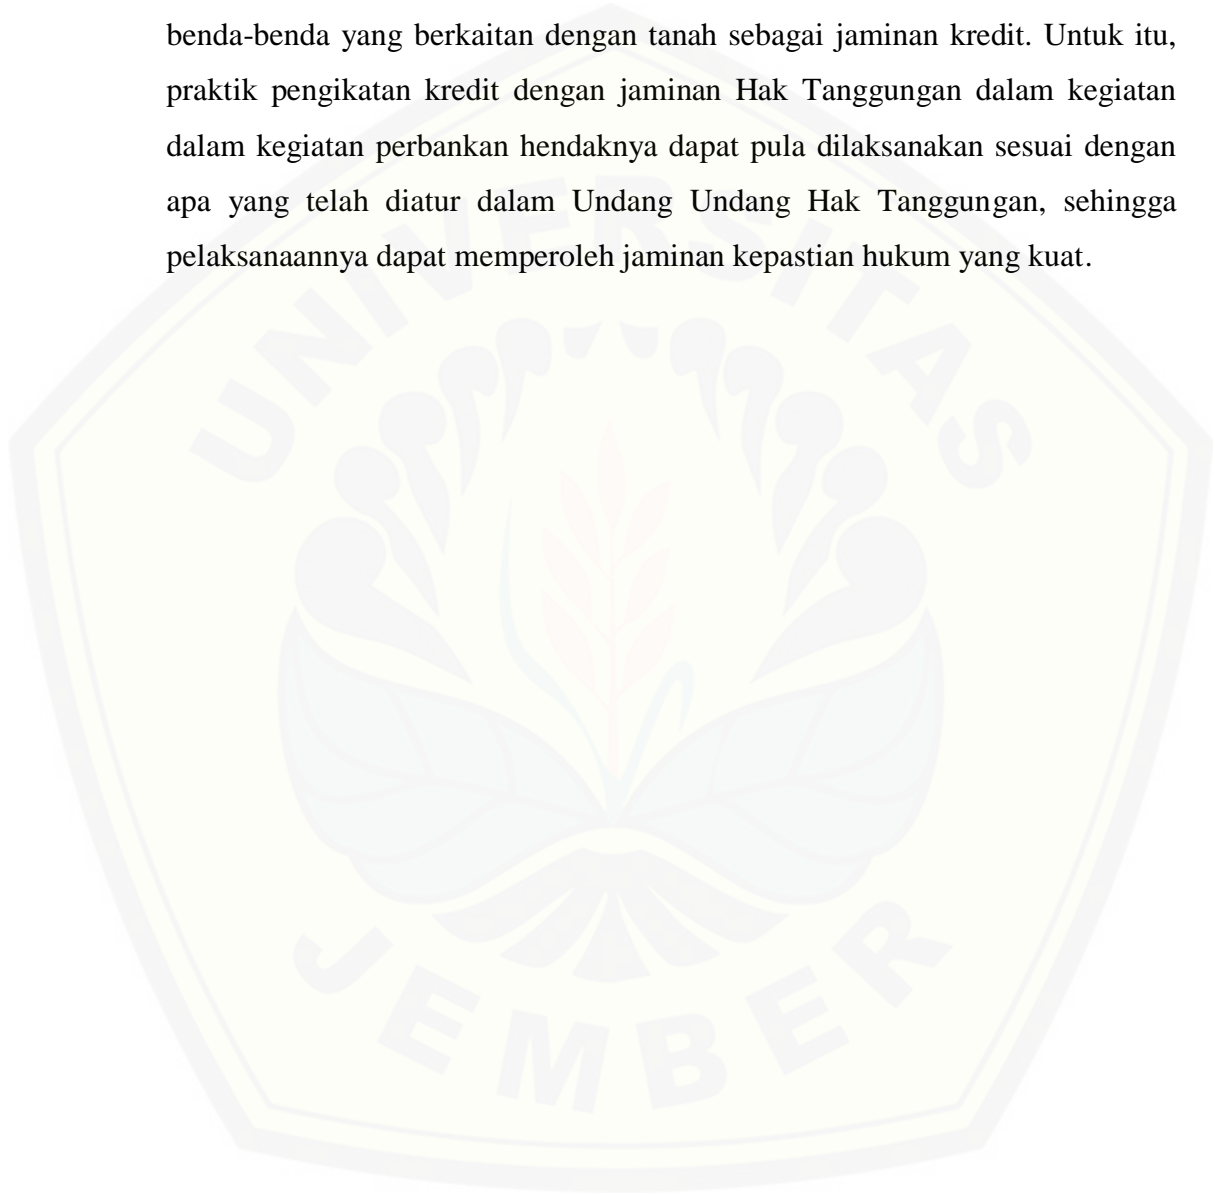 benda-benda yang berkaitan dengan tanah sebagai jaminan kredit. Untuk itu,
praktik pengikatan kredit dengan jaminan Hak Tanggungan dalam kegiatan
dalam kegiatan perbankan hendaknya dapat pula dilaksanakan sesuai dengan
apa yang telah diatur dalam Undang Undang Hak Tanggungan, sehingga
pelaksanaannya dapat memperoleh jaminan kepastian hukum yang kuat.
UNIVERSITAS
JEMBER